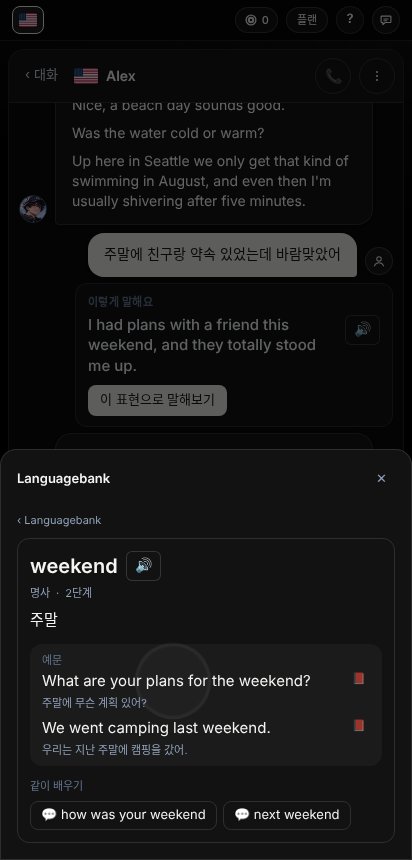 0
플랜
?
‹ 대화
Alex
Nice, a beach day sounds good.
Was the water cold or warm?
Up here in Seattle we only get that kind of
swimming in August, and even then I'm
usually shivering after five minutes.
주말에 친구랑 약속 있었는데 바람맞았어
이렇게 말해요
I had plans with a friend this
weekend, and they totally stood
me up.
이 표현으로 말해보기
Languagebank
×
‹ Languagebank
weekend
명사 · 2단계
주말
예문
What are your plans for the weekend?
주말에 무슨 계획 있어?
We went camping last weekend.
우리는 지난 주말에 캠핑을 갔어.
같이 배우기
💬 how was your weekend
💬 next weekend